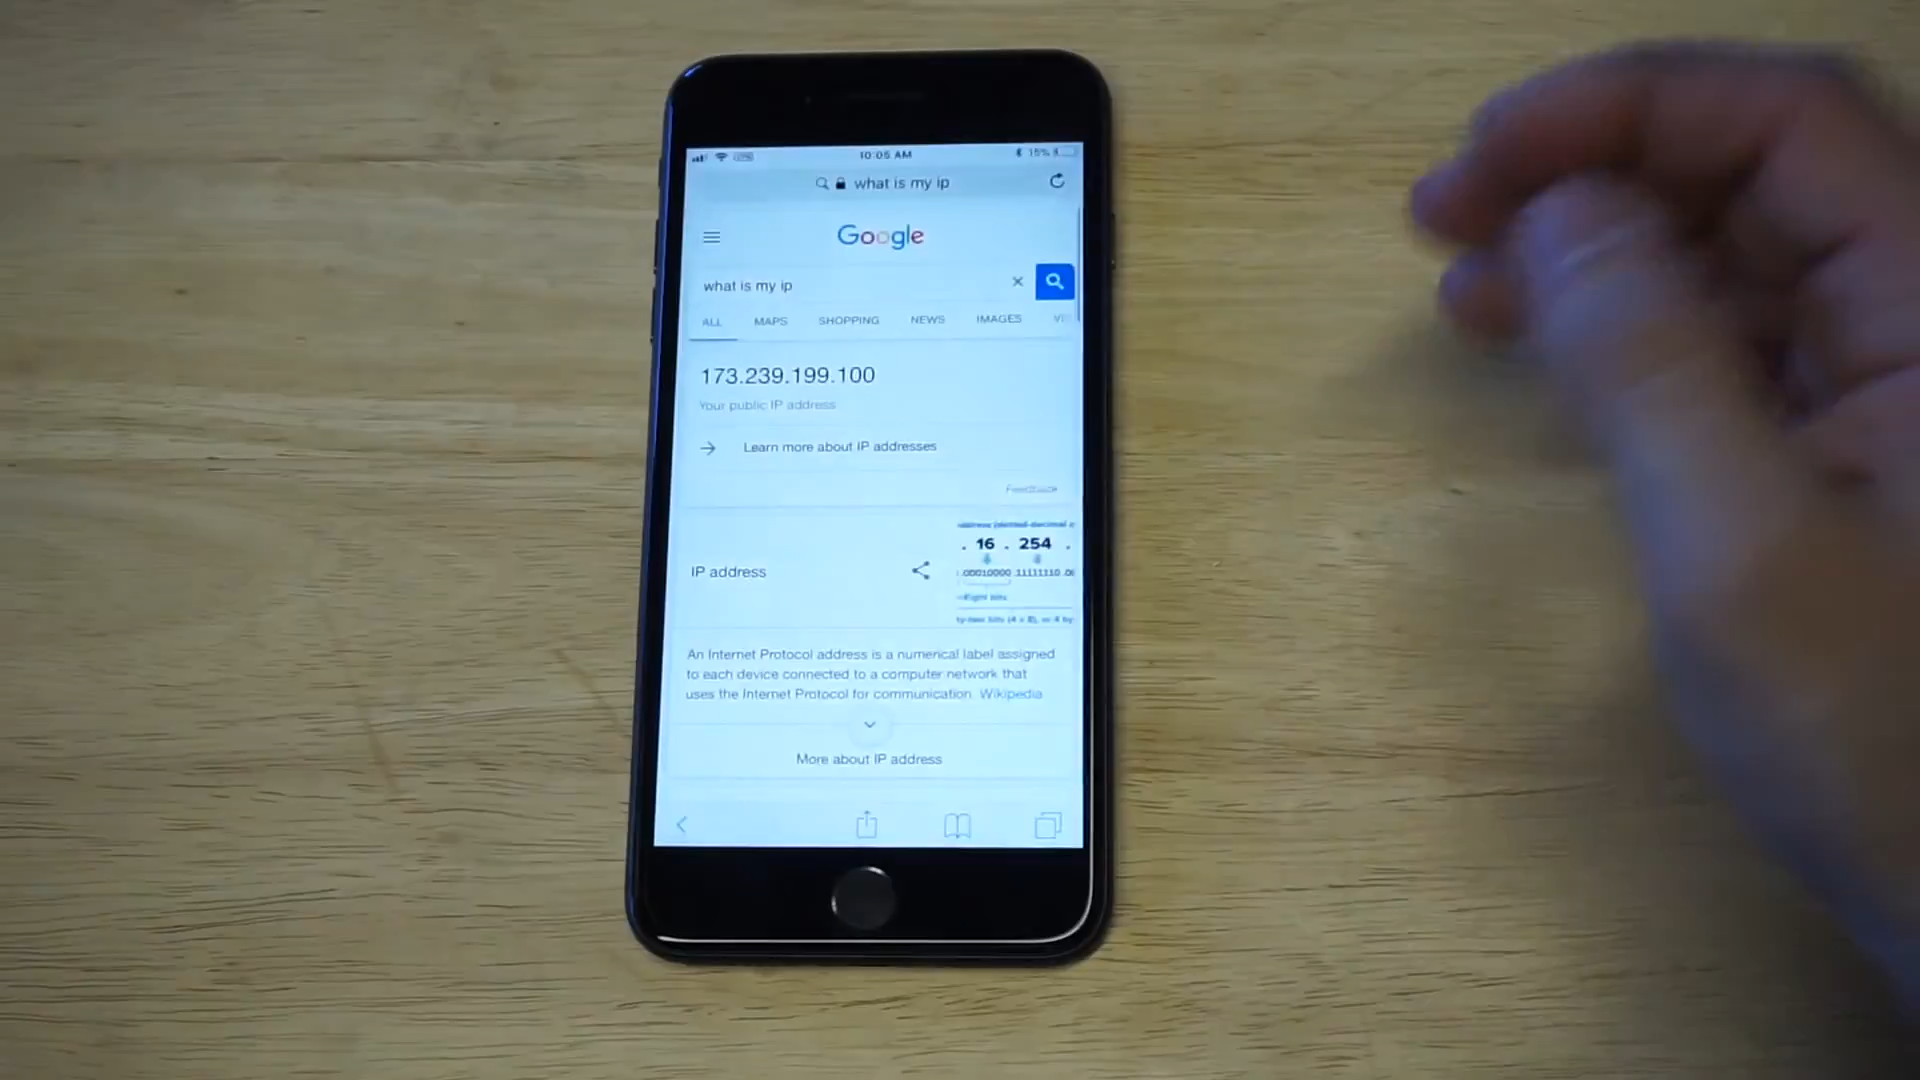 VPN 10:05 AM 15%
what is my ip
Google
what is my ip
ALL MAPS SHOPPING NEWS IMAGES
173.239.199.100
Your public IP address
Learn more about IP addresses
Feedback
. 16 . 254 .
00010000 11111110
IP address
An Internet Protocol address is a numerical label assigned
to each device connected to a computer network that
uses the Internet Protocol for communication. Wikipedia
More about IP address